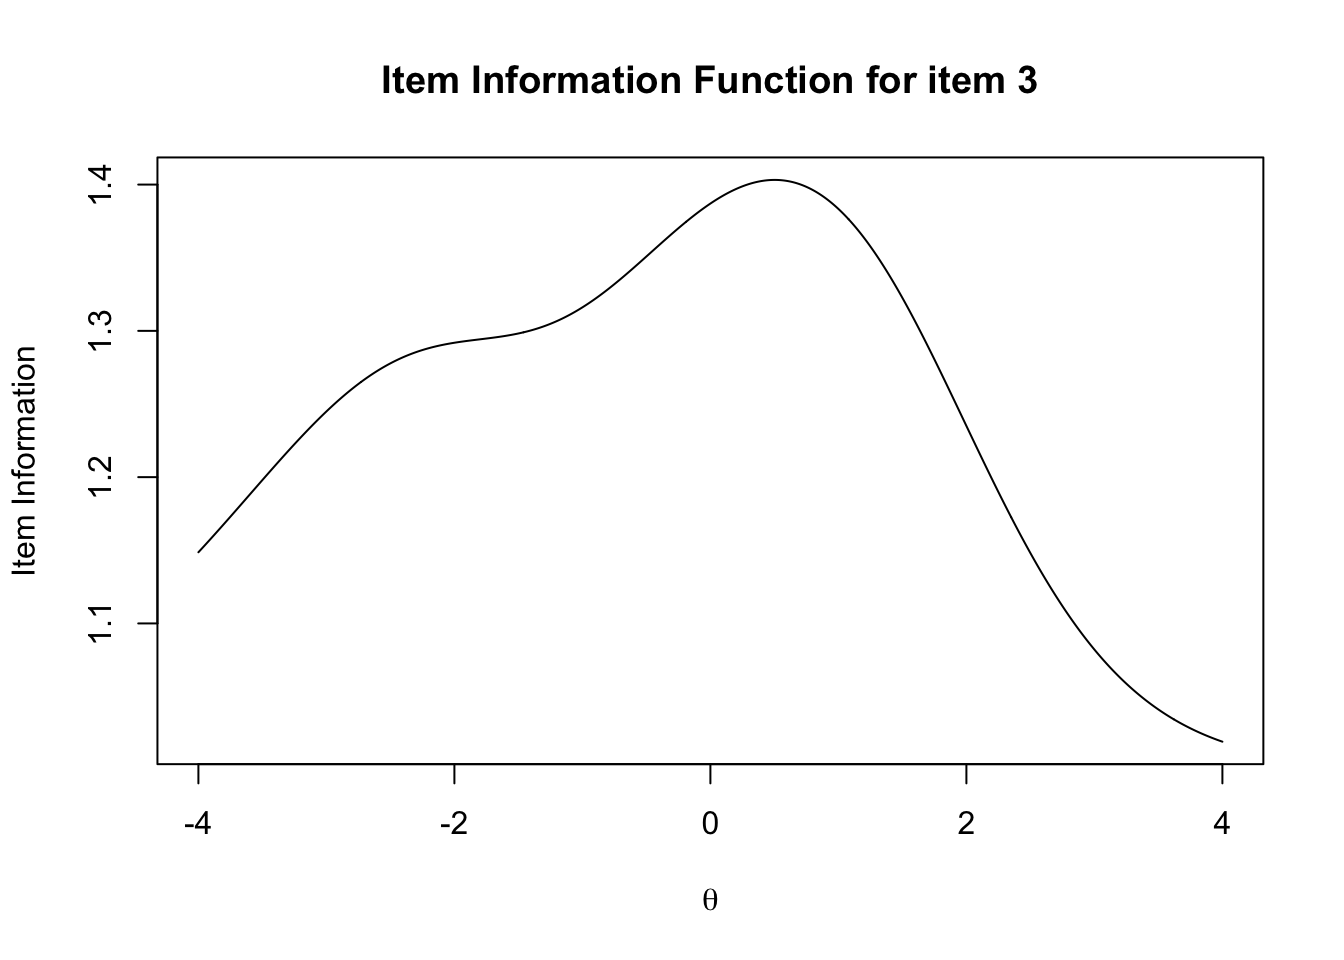 Item Information Function for item 3
Item Information
1.4
1.3
1.2
1.1
-4 -2 0 2 4
θ